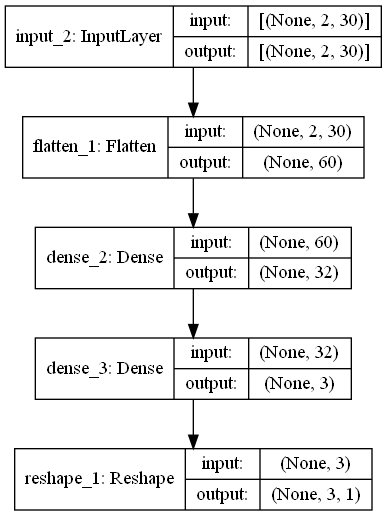 input_2: InputLayer
input:
[(None, 2, 30)]
output:
[(None, 2, 30)]
flatten_1: Flatten
input:
(None, 2, 30)
output:
(None, 60)
dense_2: Dense
input:
(None, 60)
output:
(None, 32)
dense_3: Dense
input:
(None, 32)
output:
(None, 3)
reshape_1: Reshape
input:
(None, 3)
output:
(None, 3, 1)